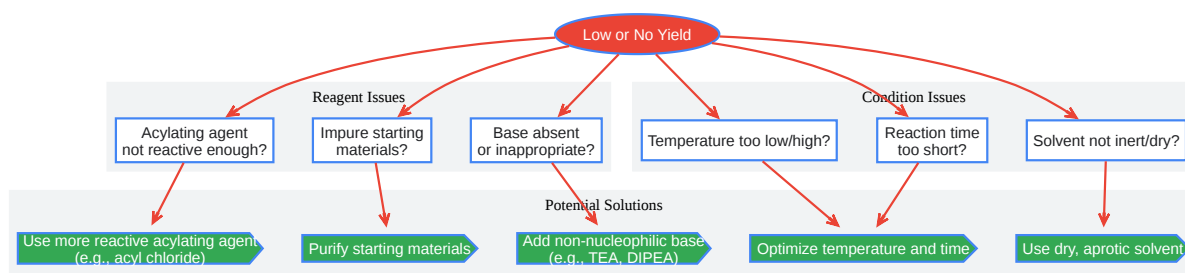 Low or No Yield
Reagent Issues
Condition Issues
Acylating agent
not reactive enough?
Impure starting
materials?
Base absent
or inappropriate?
Temperature too low/high?
Reaction time
too short?
Solvent not inert/dry?
Potential Solutions
Use more reactive acylating agent
(e.g., acyl chloride)
Purify starting materials
Add non-nucleophilic base
(e.g., TEA, DIPEA)
Optimize temperature and time
Use dry, aprotic solvent